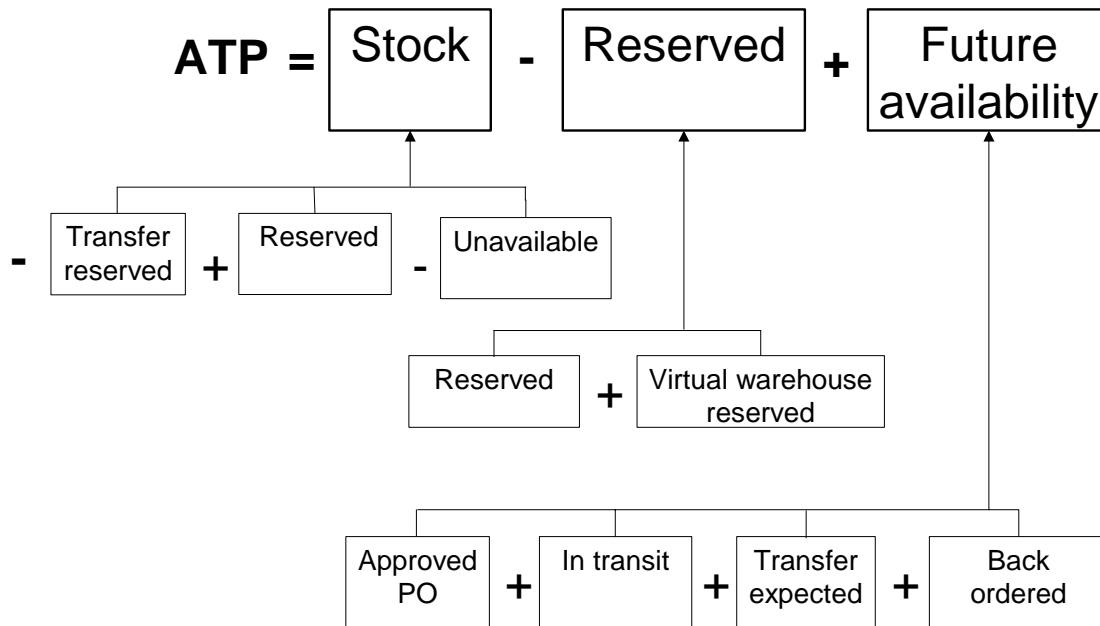 ATP = Stock - Reserved + Future
availability
- Transfer
reserved + Reserved - Unavailable
Reserved + Virtual warehouse
reserved
Approved
PO + In transit + Transfer
expected + Back
ordered